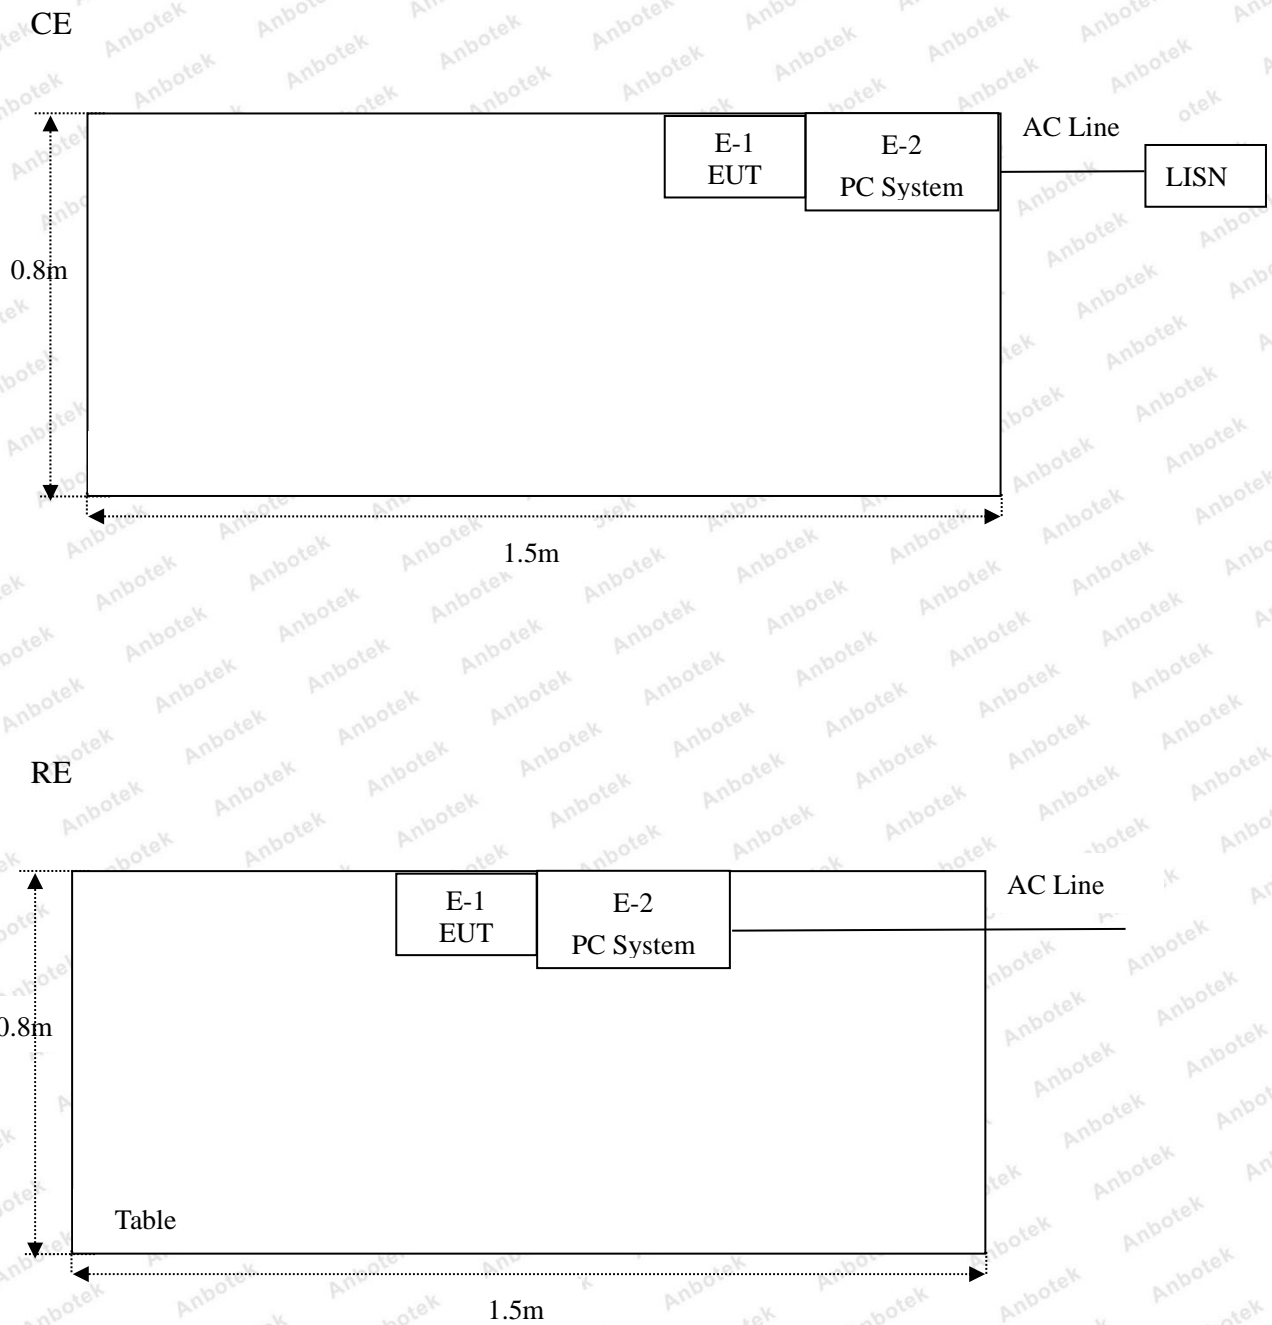 CE
E-1
EUT
E-2
PC System
AC Line
LISN
0.8m
1.5m
RE
E-1
EUT
E-2
PC System
AC Line
0.8m
Table
1.5m
Anbotek